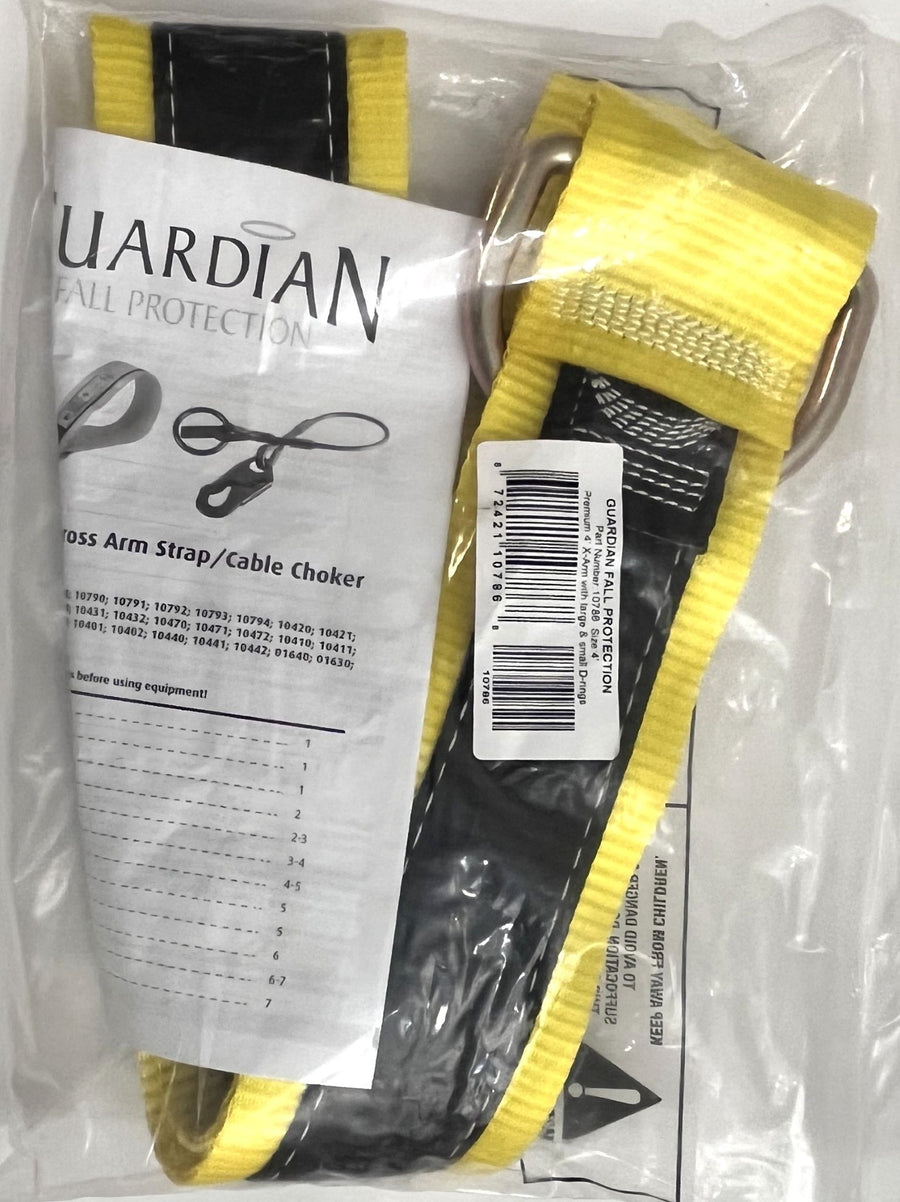 UARDIAN
FALL PROTECTION
ross Arm Strap/Cable Choker
10790; 10791; 10792; 10793; 10794; 10420; 10421;
10431; 10432; 10470; 10471; 10472; 10410; 10411;
10401; 10402; 10440; 10441; 10442; 01640; 01630;
before using equipment!
1
1
1
2
2-3
3-4
4-5
5
5
6
6-7
7
GUARDIAN FALL PROTECTION
Part Number 10786 Size 4'
Premium 4' X-Arm with large & small D-rings
6 72421 10786 8
10786
TO AVOID DANGER
SUFFOCATION,
KEEP AWAY FROM CHILDREN.